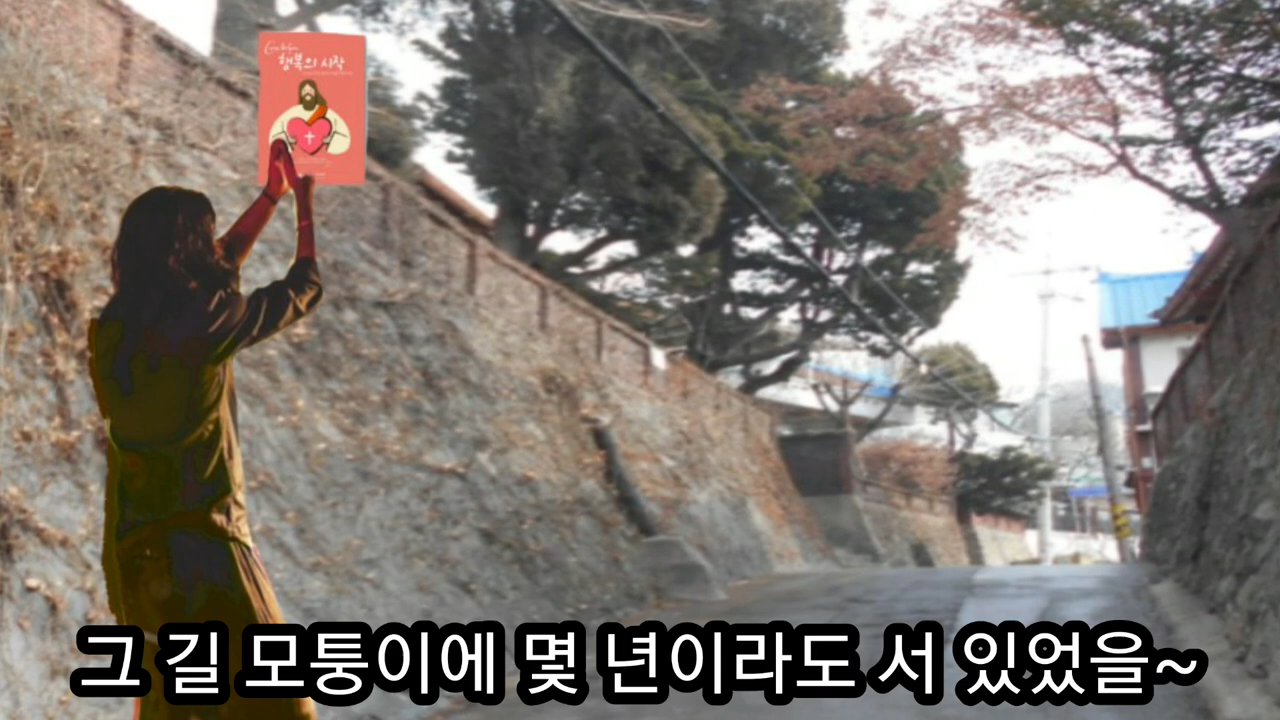 행복의 시작
그 길 모퉁이에 몇 년이라도 서 있었을~